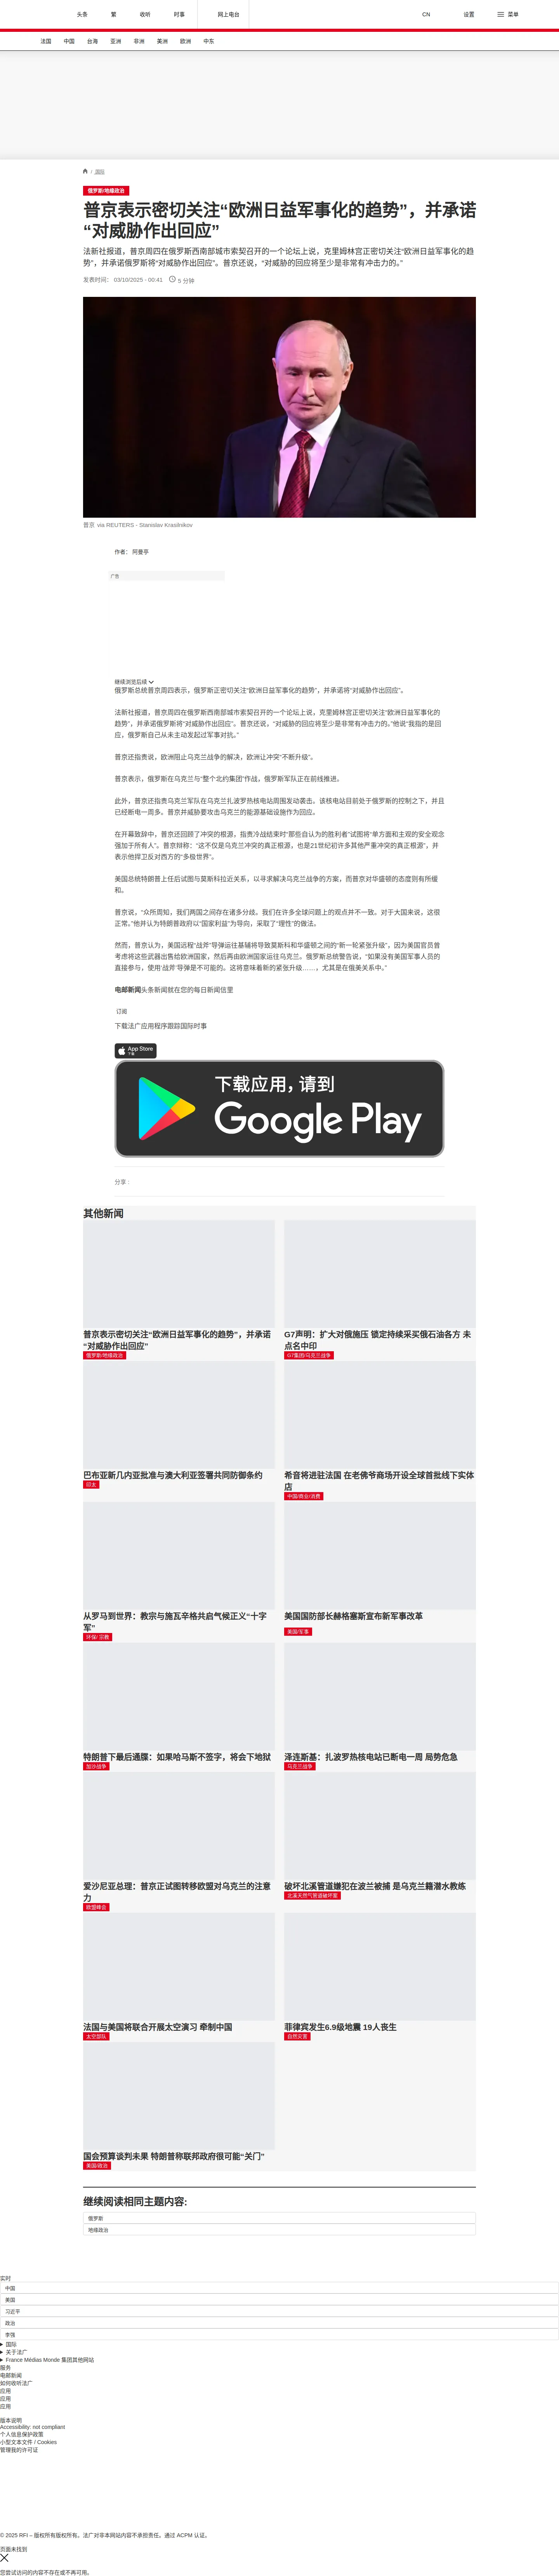 头条
繁
收听
时事
网上电台
CN
设置
菜单
法国
中国
台海
亚洲
非洲
美洲
欧洲
中东
/ 国际
俄罗斯/地缘政治
普京表示密切关注“欧洲日益军事化的趋势”，并承诺
“对威胁作出回应”
法新社报道，普京周四在俄罗斯西南部城市索契召开的一个论坛上说，克里姆林宫正密切关注“欧洲日益军事化的趋
势”，并承诺俄罗斯将“对威胁作出回应”。普京还说，“对威胁的回应将至少是非常有冲击力的。”
发表时间： 03/10/2025 - 00:41
5 分钟
普京 via REUTERS - Stanislav Krasilnikov
作者： 阿曼亭
广告
继续浏览后续
俄罗斯总统普京周四表示，俄罗斯正密切关注“欧洲日益军事化的趋势”，并承诺将“对威胁作出回应”。
法新社报道，普京周四在俄罗斯西南部城市索契召开的一个论坛上说，克里姆林宫正密切关注“欧洲日益军事化的
趋势”，并承诺俄罗斯将“对威胁作出回应”。普京还说，“对威胁的回应将至少是非常有冲击力的。”他说“我指的是回
应，俄罗斯自己从未主动发起过军事对抗。”
普京还指责说，欧洲阻止乌克兰战争的解决，欧洲让冲突“不断升级”。
普京表示，俄罗斯在乌克兰与“整个北约集团”作战，俄罗斯军队正在前线推进。
此外，普京还指责乌克兰军队在乌克兰扎波罗热核电站周围发动袭击。该核电站目前处于俄罗斯的控制之下，并且
已经断电一周多。普京并威胁要攻击乌克兰的能源基础设施作为回应。
在开幕致辞中，普京还回顾了冲突的根源，指责冷战结束时“那些自认为的胜利者”试图将“单方面和主观的安全观念
强加于所有人”。普京辩称：“这不仅是乌克兰冲突的真正根源，也是21世纪初许多其他严重冲突的真正根源”，并
表示他捍卫反对西方的“多极世界”。
美国总统特朗普上任后试图与莫斯科拉近关系，以寻求解决乌克兰战争的方案，而普京对华盛顿的态度则有所缓
和。
普京说，“众所周知，我们两国之间存在诸多分歧。我们在许多全球问题上的观点并不一致。对于大国来说，这很
正常。”他并认为特朗普政府以“国家利益”为导向，采取了“理性”的做法。
然而，普京认为，美国远程“战斧”导弹运往基辅将导致莫斯科和华盛顿之间的“新一轮紧张升级”，因为美国官员曾
考虑将这些武器出售给欧洲国家，然后再由欧洲国家运往乌克兰。俄罗斯总统警告说，“如果没有美国军事人员的
直接参与，使用‘战斧’导弹是不可能的。这将意味着新的紧张升级……，尤其是在俄美关系中。”
电邮新闻头条新闻就在您的每日新闻信里
订阅
下载法广应用程序跟踪国际时事
App Store
下载
下载应用，请到
Google Play
分享 :
其他新闻
普京表示密切关注“欧洲日益军事化的趋势”，并承诺
“对威胁作出回应”
俄罗斯/地缘政治
G7声明：扩大对俄施压 锁定持续采买俄石油各方 未
点名中印
G7集团/乌克兰战争
巴布亚新几内亚批准与澳大利亚签署共同防御条约
印太
希音将进驻法国 在老佛爷商场开设全球首批线下实体
店
中国/商业/消费
从罗马到世界：教宗与施瓦辛格共启气候正义“十字
军”
环保/ 宗教
美国国防部长赫格塞斯宣布新军事改革
美国/军事
特朗普下最后通牒：如果哈马斯不签字，将会下地狱
加沙战争
泽连斯基：扎波罗热核电站已断电一周 局势危急
乌克兰战争
爱沙尼亚总理：普京正试图转移欧盟对乌克兰的注意
力
欧盟峰会
破坏北溪管道嫌犯在波兰被捕 是乌克兰籍潜水教练
北溪天然气管道破坏案
法国与美国将联合开展太空演习 牵制中国
太空部队
菲律宾发生6.9级地震 19人丧生
自然灾害
国会预算谈判未果 特朗普称联邦政府很可能“关门”
美国/政治
继续阅读相同主题内容:
俄罗斯
地缘政治
实时
中国
美国
习近平
政治
李强
国际
关于法广
France Médias Monde 集团其他网站
服务
电邮新闻
如何收听法广
应用
应用
应用
版本说明
Accessibility: not compliant
个人信息保护政策
小型文本文件 / Cookies
管理我的许可证
© 2025 RFI – 版权所有版权所有。法广对非本网站内容不承担责任。通过 ACPM 认证。
页面未找到
您尝试访问的内容不存在或不再可用。